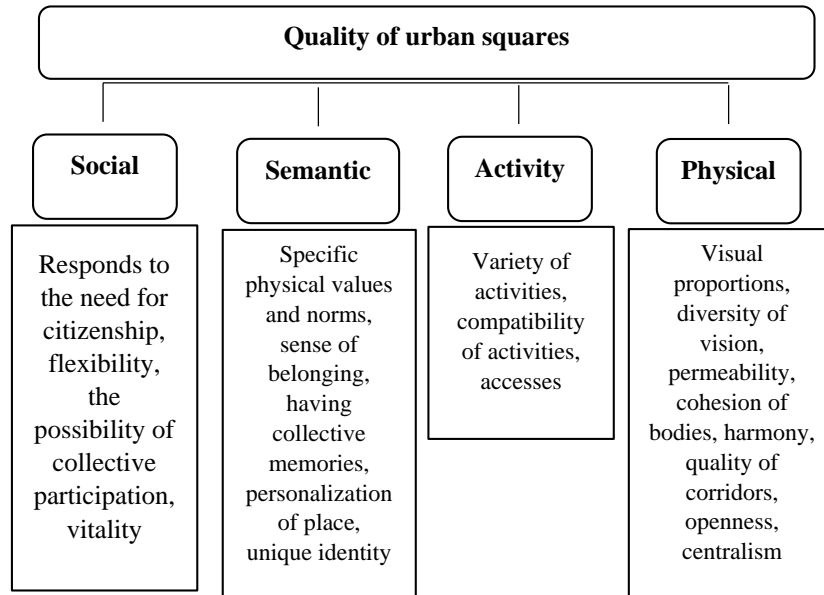 Quality of urban squares
Social
Responds to
the need for
citizenship,
flexibility,
the
possibility of
collective
participation,
vitality
Semantic
Specific
physical values
and norms,
sense of
belonging,
having
collective
memories,
personalization
of place,
unique identity
Activity
Variety of
activities,
compatibility
of activities,
accesses
Physical
Visual
proportions,
diversity of
vision,
permeability,
cohesion of
bodies, harmony,
quality of
corridors,
openness,
centralism